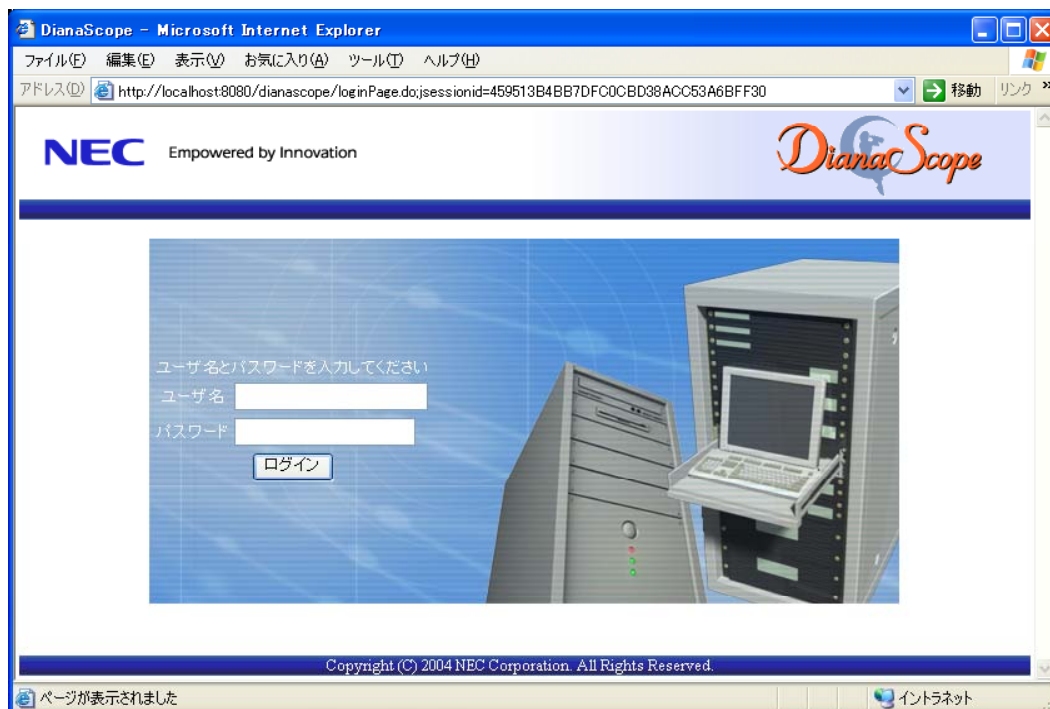 DianaScope - Microsoft Internet Explorer
ファイル(F) 編集(E) 表示(V) お気に入り(A) ツール(T) ヘルプ(H)
アドレス(D) http://localhost:8080/dianascope/loginPage.do;jsessionid=459513B4BB7DFC0CBD38ACC53A6BFF30 移動 リンク »
NEC Empowered by Innovation DianaScope
ユーザ名とパスワードを入力してください
ユーザ名
パスワード
ログイン
Copyright (C) 2004 NEC Corporation. All Rights Reserved.
ページが表示されました イントラネット